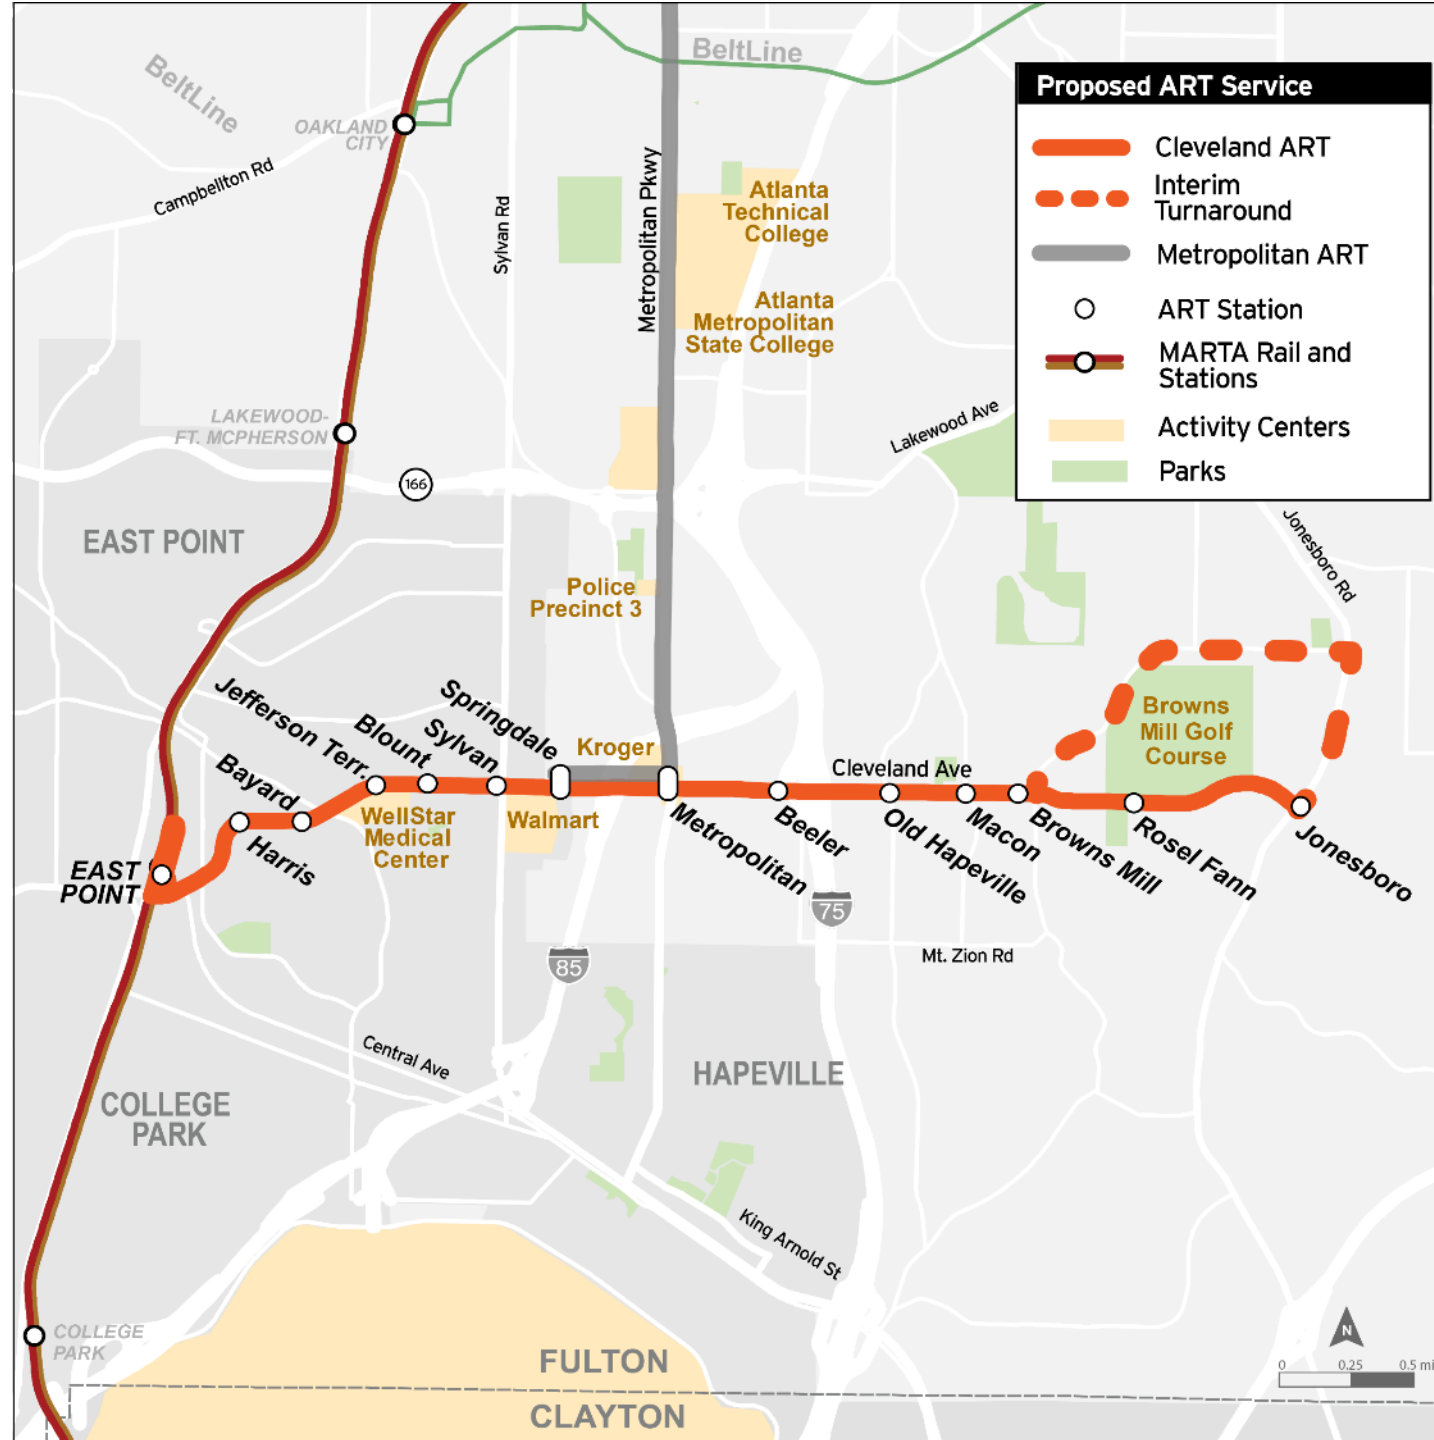 BeltLine
BeltLine
Proposed ART Service
Cleveland ART
Interim
Turnaround
Metropolitan ART
ART Station
MARTA Rail and
Stations
Activity Centers
Parks
OAKLAND
CITY
Campbellton Rd
Sylvan Rd
Metropolitan Pkwy
Atlanta
Technical
College
Atlanta
Metropolitan
State College
LAKEWOOD-
FT. MCPHERSON
Lakewood Ave
166
EAST POINT
Jonesboro Rd
Police
Precinct 3
Jefferson Terr.
Blount
Sylvan
Springdale
Kroger
Bayard
Cleveland Ave
Browns
Mill Golf
Course
WellStar
Medical
Center
Walmart
Harris
EAST
POINT
Metropolitan
Beeler
Old Hapeville
Macon
Browns Mill
Rosel Fann
Jonesboro
75
85
Mt. Zion Rd
Central Ave
HAPEVILLE
COLLEGE
PARK
King Arnold St
COLLEGE
PARK
FULTON
CLAYTON
N
0 0.25 0.5 mi